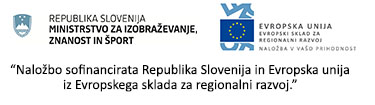 REPUBLIKA SLOVENIJA
MINISTRSTVO ZA IZOBRAŽEVANJE,
ZNANOST IN ŠPORT
EVROPSKA UNIJA
EVROPSKI SKLAD ZA
REGIONALNI RAZVOJ
NALOŽBA V VAŠO PRIHODNOST
“Naložbo sofinancirata Republika Slovenija in Evropska unija
iz Evropskega sklada za regionalni razvoj.”